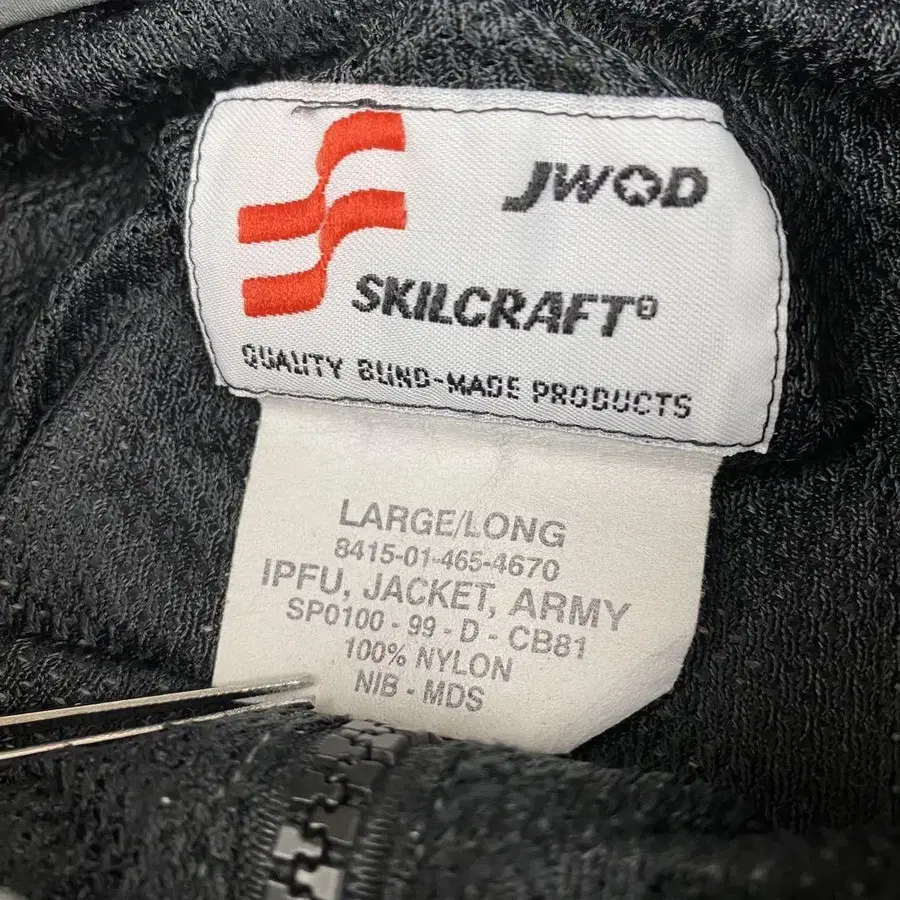 JWOD
SKILCRAFT®
QUALITY BLIND-MADE PRODUCTS
LARGE/LONG
8415-01-465-4670
IPFU, JACKET, ARMY
SP0100 - 99 - D - CB81
100% NYLON
NIB - MDS